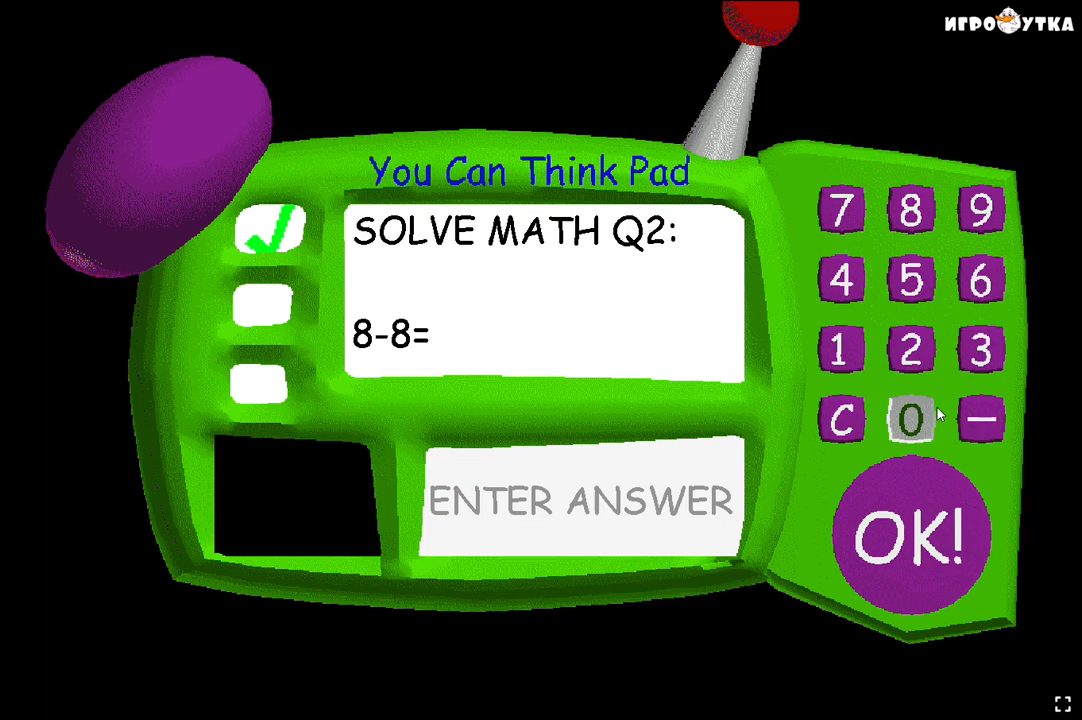 ИГРОУТКА
You Can Think Pad
SOLVE MATH Q2:
8-8=
ENTER ANSWER
7 8 9
4 5 6
1 2 3
C 0 -
OK!